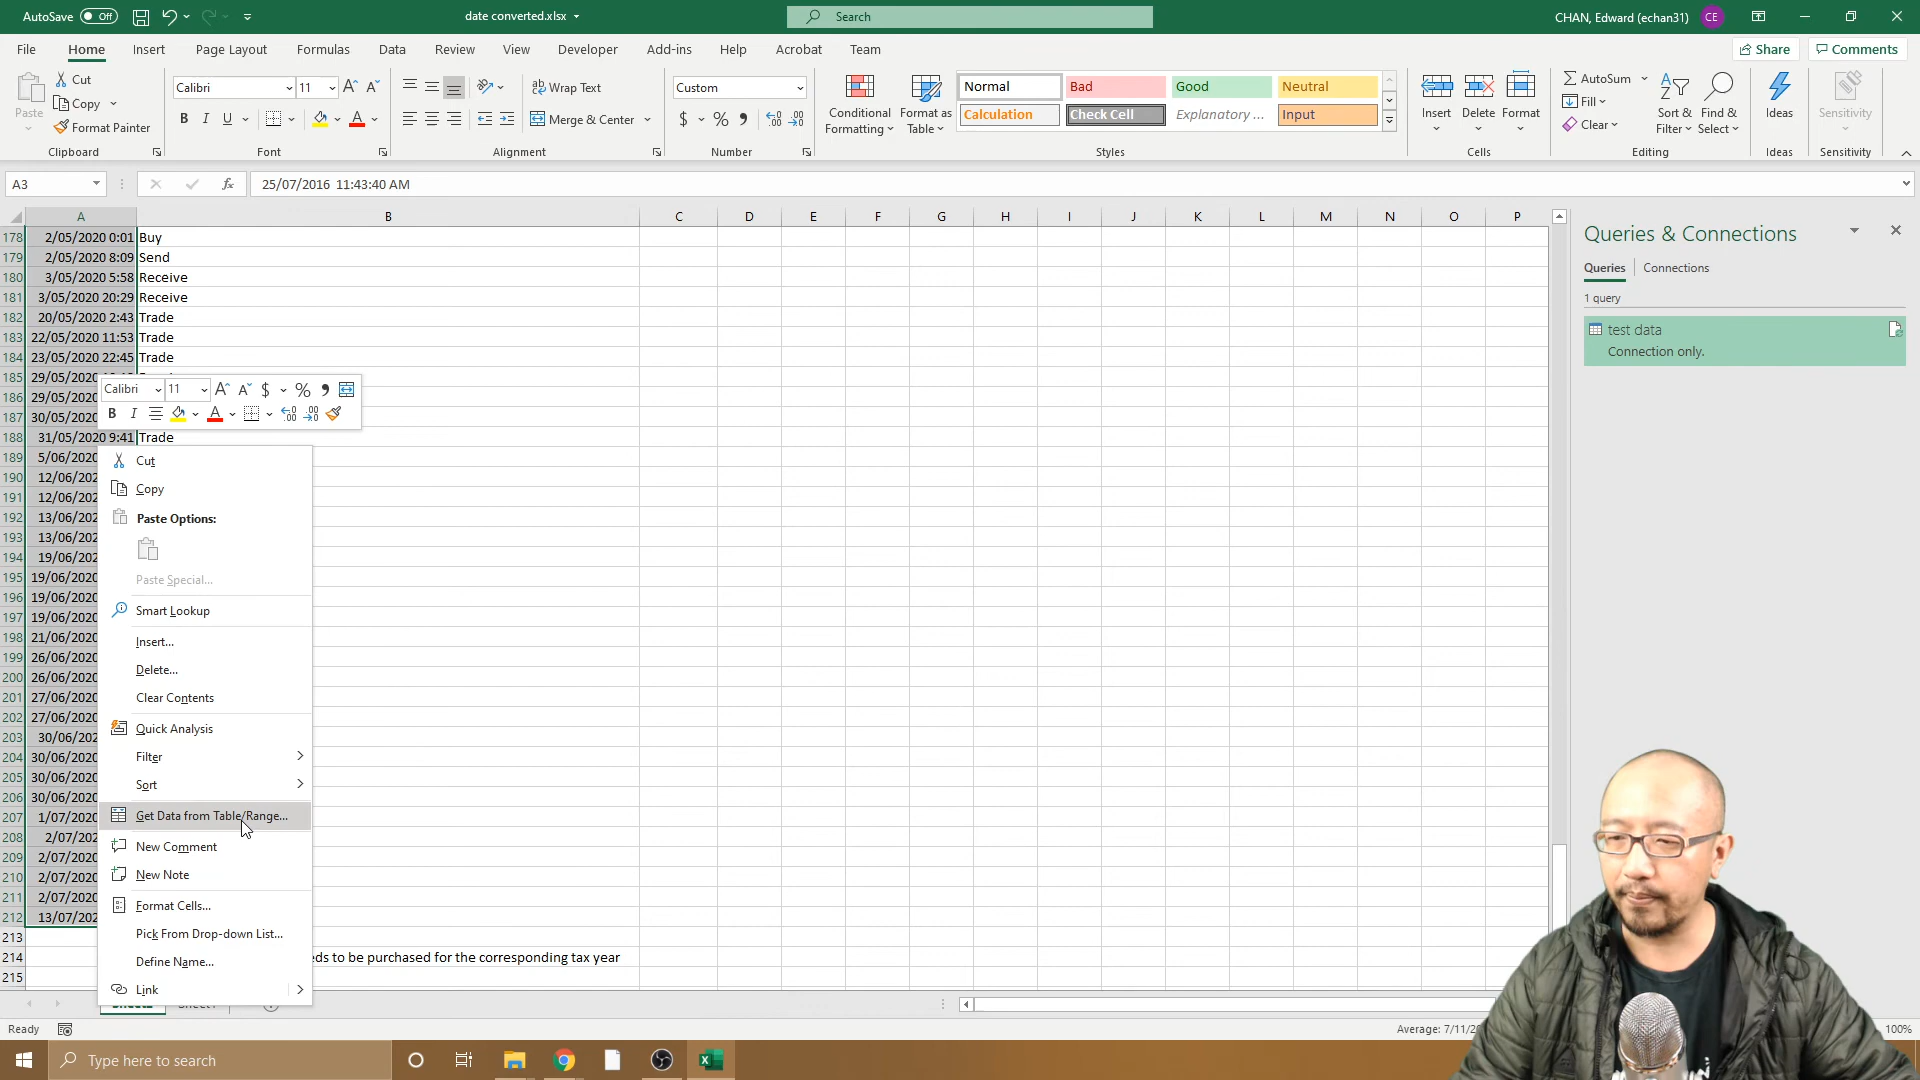 AutoSave Off
date converted.xlsx
Search
CHAN, Edward (echan31) CE
File Home Insert Page Layout Formulas Data Review View Developer Add-ins Help Acrobat Team Share Comments
Paste
Cut
Copy
Format Painter
Clipboard
Calibri 11
B I U
Font
Wrap Text
Merge & Center
Alignment
Custom
$ % ,
Number
Conditional Formatting
Format as Table
Normal Bad Good Neutral
Calculation Check Cell Explanatory ... Input
Styles
Insert Delete Format
Cells
AutoSum
Fill
Clear
Sort & Filter
Find & Select
Editing
Ideas
Ideas
Sensitivity
Sensitivity
A3 fx 25/07/2016 11:43:40 AM
A B C D E F G H I J K L M N O P
178 2/05/2020 0:01 Buy
179 2/05/2020 8:09 Send
180 3/05/2020 5:58 Receive
181 3/05/2020 20:29 Receive
182 20/05/2020 2:43 Trade
183 22/05/2020 11:53 Trade
184 23/05/2020 22:45 Trade
185 29/05/2020
186 29/05/202
187 30/05/202
188 31/05/2020 9:41 Trade
189 5/06/202
190 12/06/202
191 12/06/202
192 13/06/202
193 13/06/202
194 19/06/202
195 19/06/2020
196 19/06/2020
197 19/06/2020
198 21/06/2020
199 26/06/2020
200 26/06/2020
201 27/06/2020
202 27/06/2020
203 30/06/202
204 30/06/2020
205 30/06/2020
206 30/06/2020
207 1/07/2020
208 2/07/202
209 2/07/2020
210 2/07/2020
211 2/07/2020
212 13/07/202
213
214 eds to be purchased for the corresponding tax year
215
Calibri 11 $ % ,
B I A
Cut
Copy
Paste Options:
Paste Special...
Smart Lookup
Insert...
Delete...
Clear Contents
Quick Analysis
Filter
Sort
Get Data from Table/Range...
New Comment
New Note
Format Cells...
Pick From Drop-down List...
Define Name...
Link
Queries & Connections
Queries Connections
1 query
test data
Connection only.
Ready
Average: 7/11/20
100%
Type here to search